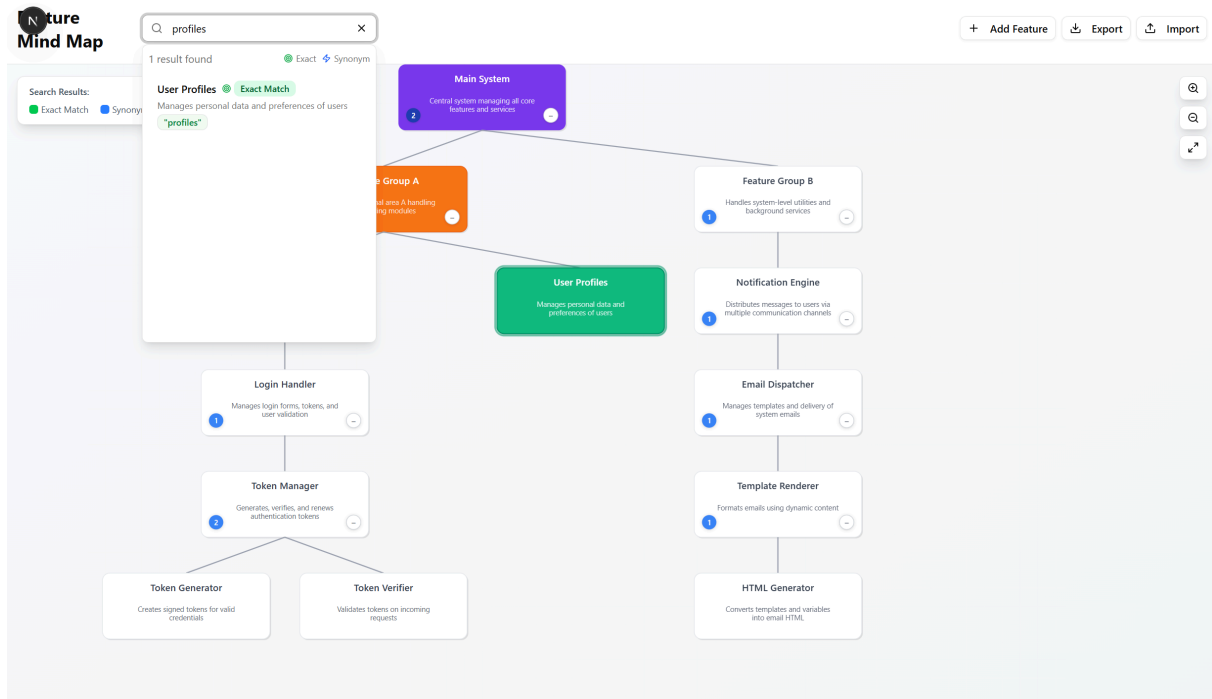 N
ture
Mind Map
profiles
Add Feature
Export
Import
1 result found
Exact
Synonym
User Profiles
Exact Match
Manages personal data and preferences of users
"profiles"
Search Results:
Exact Match
Main System
Central system managing all core
features and services
2
Group A
area A handling
modules
Feature Group B
Handles system-level utilities and
background services
1
User Profiles
Manages personal data and
preferences of users
Notification Engine
Distributes messages to users via
multiple communication channels
1
Login Handler
Manages login forms, tokens, and
user validation
1
Email Dispatcher
Manages templates and delivery of
system emails
1
Token Manager
Generates, verifies, and renews
authentication tokens
2
Template Renderer
Formats emails using dynamic content
1
Token Generator
Creates signed tokens for valid
credentials
Token Verifier
Validates tokens on incoming
requests
HTML Generator
Converts templates and variables
into email HTML